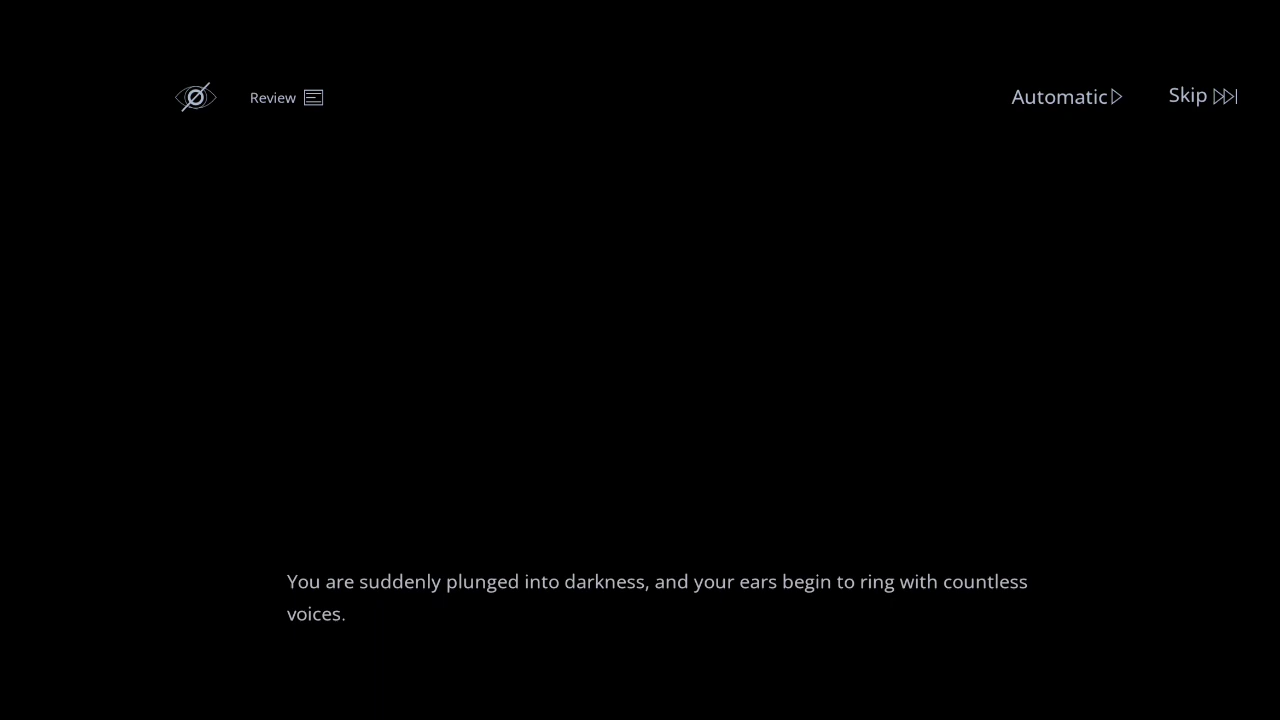 Review
Automatic
Skip
You are suddenly plunged into darkness, and your ears begin to ring with countless
voices.